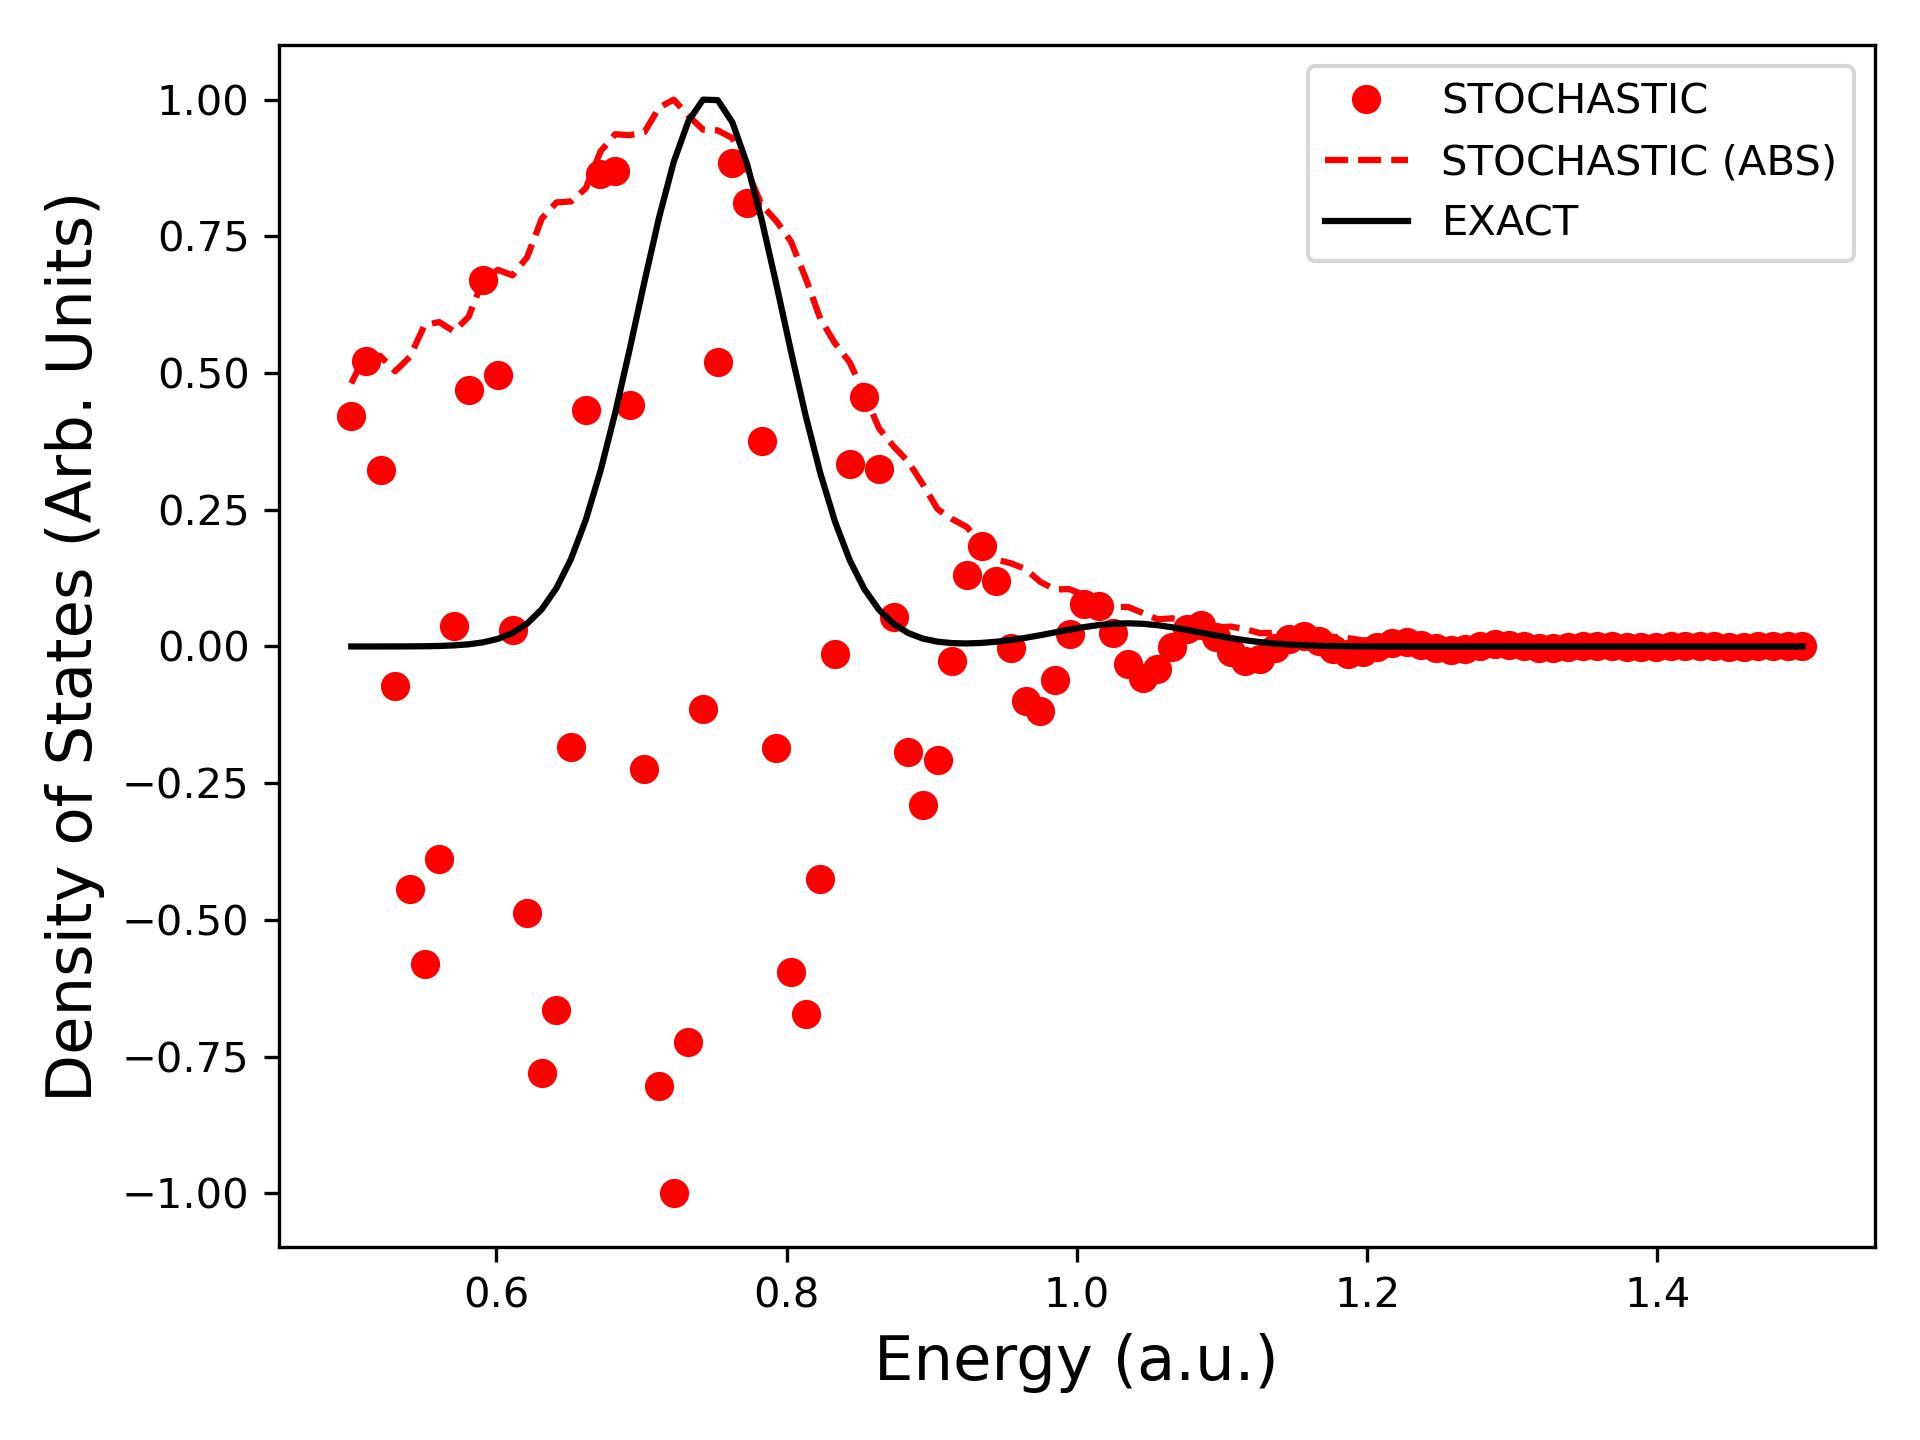 STOCHASTIC
STOCHASTIC (ABS)
EXACT
Density of States (Arb. Units)
1.00
0.75
0.50
0.25
0.00
−0.25
−0.50
−0.75
−1.00
0.6 0.8 1.0 1.2 1.4
Energy (a.u.)